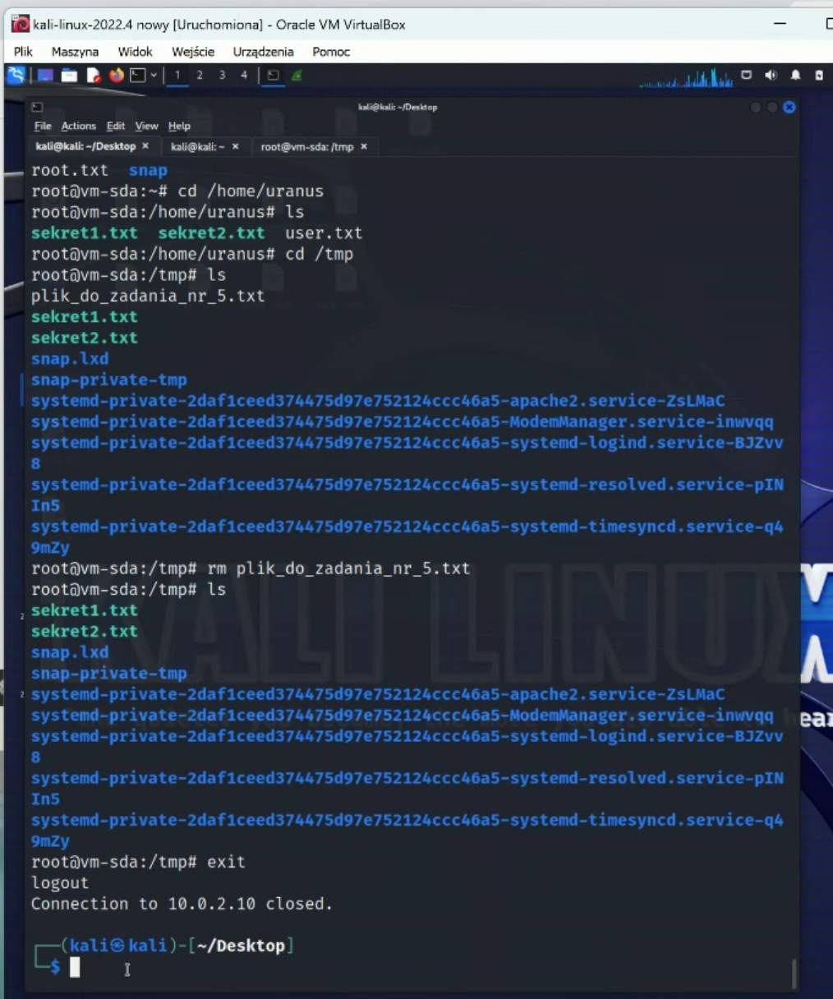 kali-linux-2022.4 nowy [Uruchomiona] - Oracle VM VirtualBox
Plik Maszyna Widok Wejście Urządzenia Pomoc
1 2 3 4
kali@kali: ~/Desktop
File Actions Edit View Help
kali@kali: ~/Desktop × kali@kali: ~ × root@vm-sda: /tmp ×
root.txt snap
root@vm-sda:~# cd /home/uranus
root@vm-sda:/home/uranus# ls
sekret1.txt sekret2.txt user.txt
root@vm-sda:/home/uranus# cd /tmp
root@vm-sda:/tmp# ls
plik_do_zadania_nr_5.txt
sekret1.txt
sekret2.txt
snap.lxd
snap-private-tmp
systemd-private-2daf1ceed374475d97e752124ccc46a5-apache2.service-ZsLMaC
systemd-private-2daf1ceed374475d97e752124ccc46a5-ModemManager.service-inwvqq
systemd-private-2daf1ceed374475d97e752124ccc46a5-systemd-logind.service-BJZvv
8
systemd-private-2daf1ceed374475d97e752124ccc46a5-systemd-resolved.service-pIN
In5
systemd-private-2daf1ceed374475d97e752124ccc46a5-systemd-timesyncd.service-q4
9mZy
root@vm-sda:/tmp# rm plik_do_zadania_nr_5.txt
root@vm-sda:/tmp# ls
sekret1.txt
sekret2.txt
snap.lxd
snap-private-tmp
systemd-private-2daf1ceed374475d97e752124ccc46a5-apache2.service-ZsLMaC
systemd-private-2daf1ceed374475d97e752124ccc46a5-ModemManager.service-inwvqq
systemd-private-2daf1ceed374475d97e752124ccc46a5-systemd-logind.service-BJZvv
8
systemd-private-2daf1ceed374475d97e752124ccc46a5-systemd-resolved.service-pIN
In5
systemd-private-2daf1ceed374475d97e752124ccc46a5-systemd-timesyncd.service-q4
9mZy
root@vm-sda:/tmp# exit
logout
Connection to 10.0.2.10 closed.
(kali㉿kali)-[~/Desktop]
$
KALI LINUX